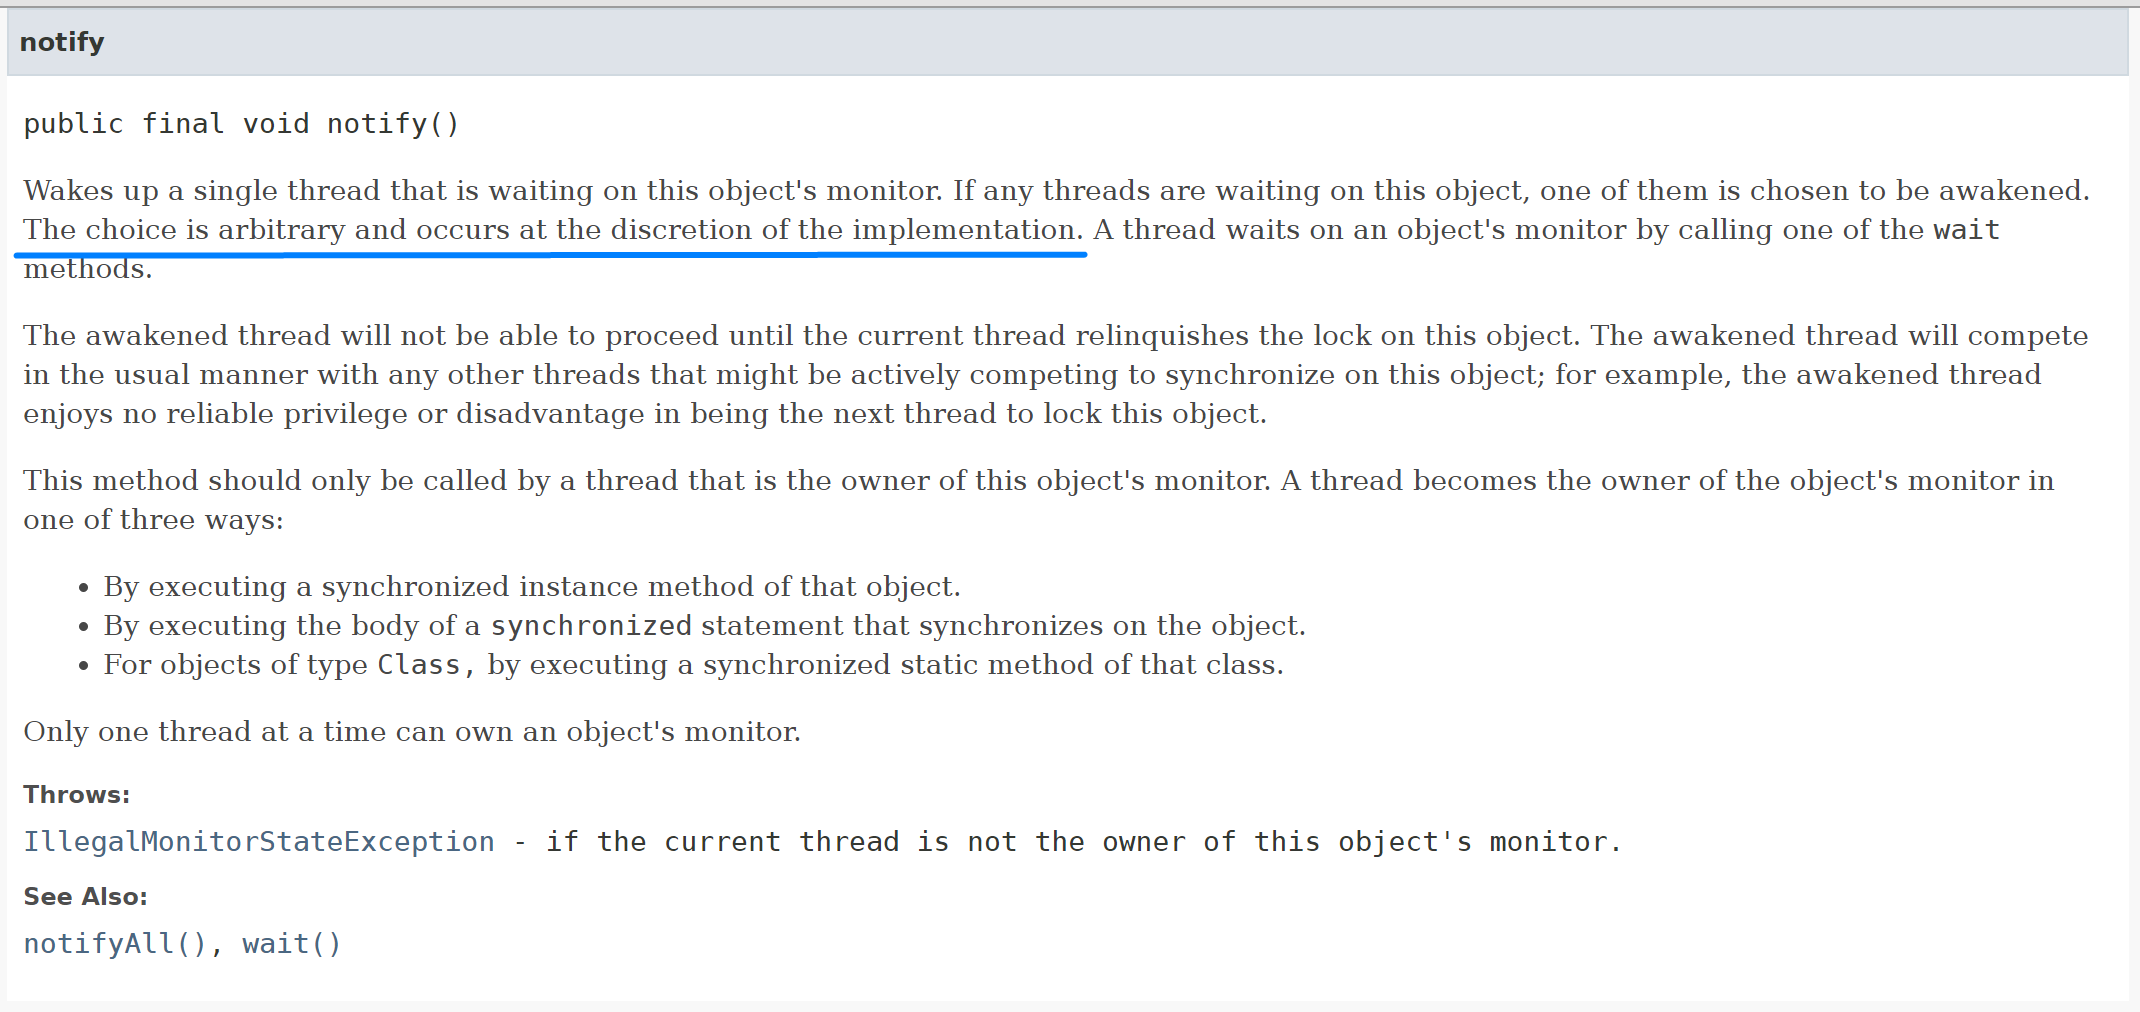 notify
public final void notify()
Wakes up a single thread that is waiting on this object's monitor. If any threads are waiting on this object, one of them is chosen to be awakened.
The choice is arbitrary and occurs at the discretion of the implementation. A thread waits on an object's monitor by calling one of the wait
methods.
The awakened thread will not be able to proceed until the current thread relinquishes the lock on this object. The awakened thread will compete
in the usual manner with any other threads that might be actively competing to synchronize on this object; for example, the awakened thread
enjoys no reliable privilege or disadvantage in being the next thread to lock this object.
This method should only be called by a thread that is the owner of this object's monitor. A thread becomes the owner of the object's monitor in
one of three ways:
• By executing a synchronized instance method of that object.
• By executing the body of a synchronized statement that synchronizes on the object.
• For objects of type Class, by executing a synchronized static method of that class.
Only one thread at a time can own an object's monitor.
Throws:
IllegalMonitorStateException - if the current thread is not the owner of this object's monitor.
See Also:
notifyAll(), wait()